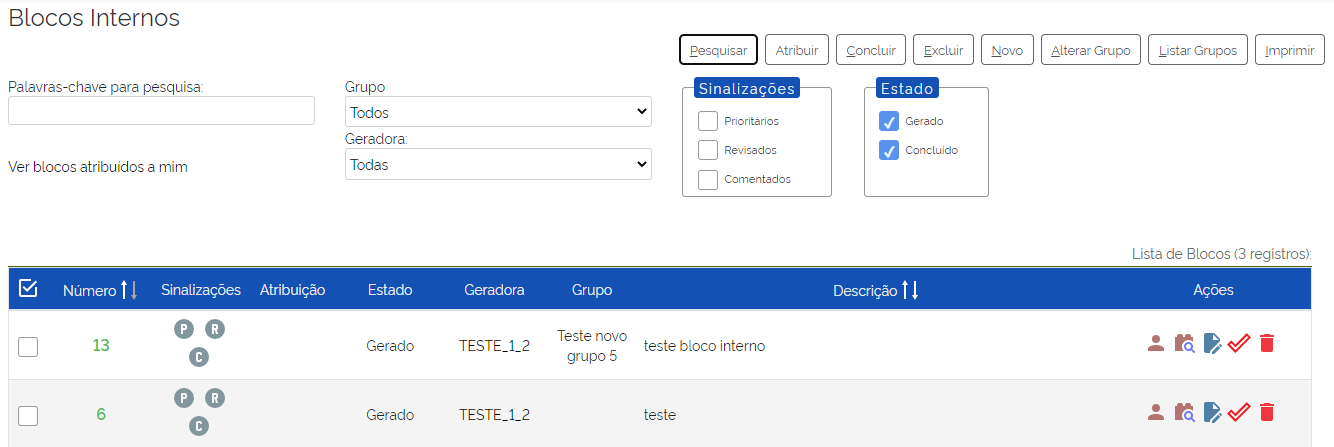 Blocos Internos
Pesquisar Atribuir Concluir Excluir Novo Alterar Grupo Listar Grupos Imprimir
Palavras-chave para pesquisa: Grupo Sinalizações Estado
Todos Prioritários Gerado
Geradora: Revisados Concluído
Ver blocos atribuídos a mim Todas Comentados
Lista de Blocos (3 registros):
Número Sinalizações Atribuição Estado Geradora Grupo Descrição Ações
13 P R C Gerado TESTE_1_2 Teste novo grupo 5 teste bloco interno
6 P R C Gerado TESTE_1_2 teste